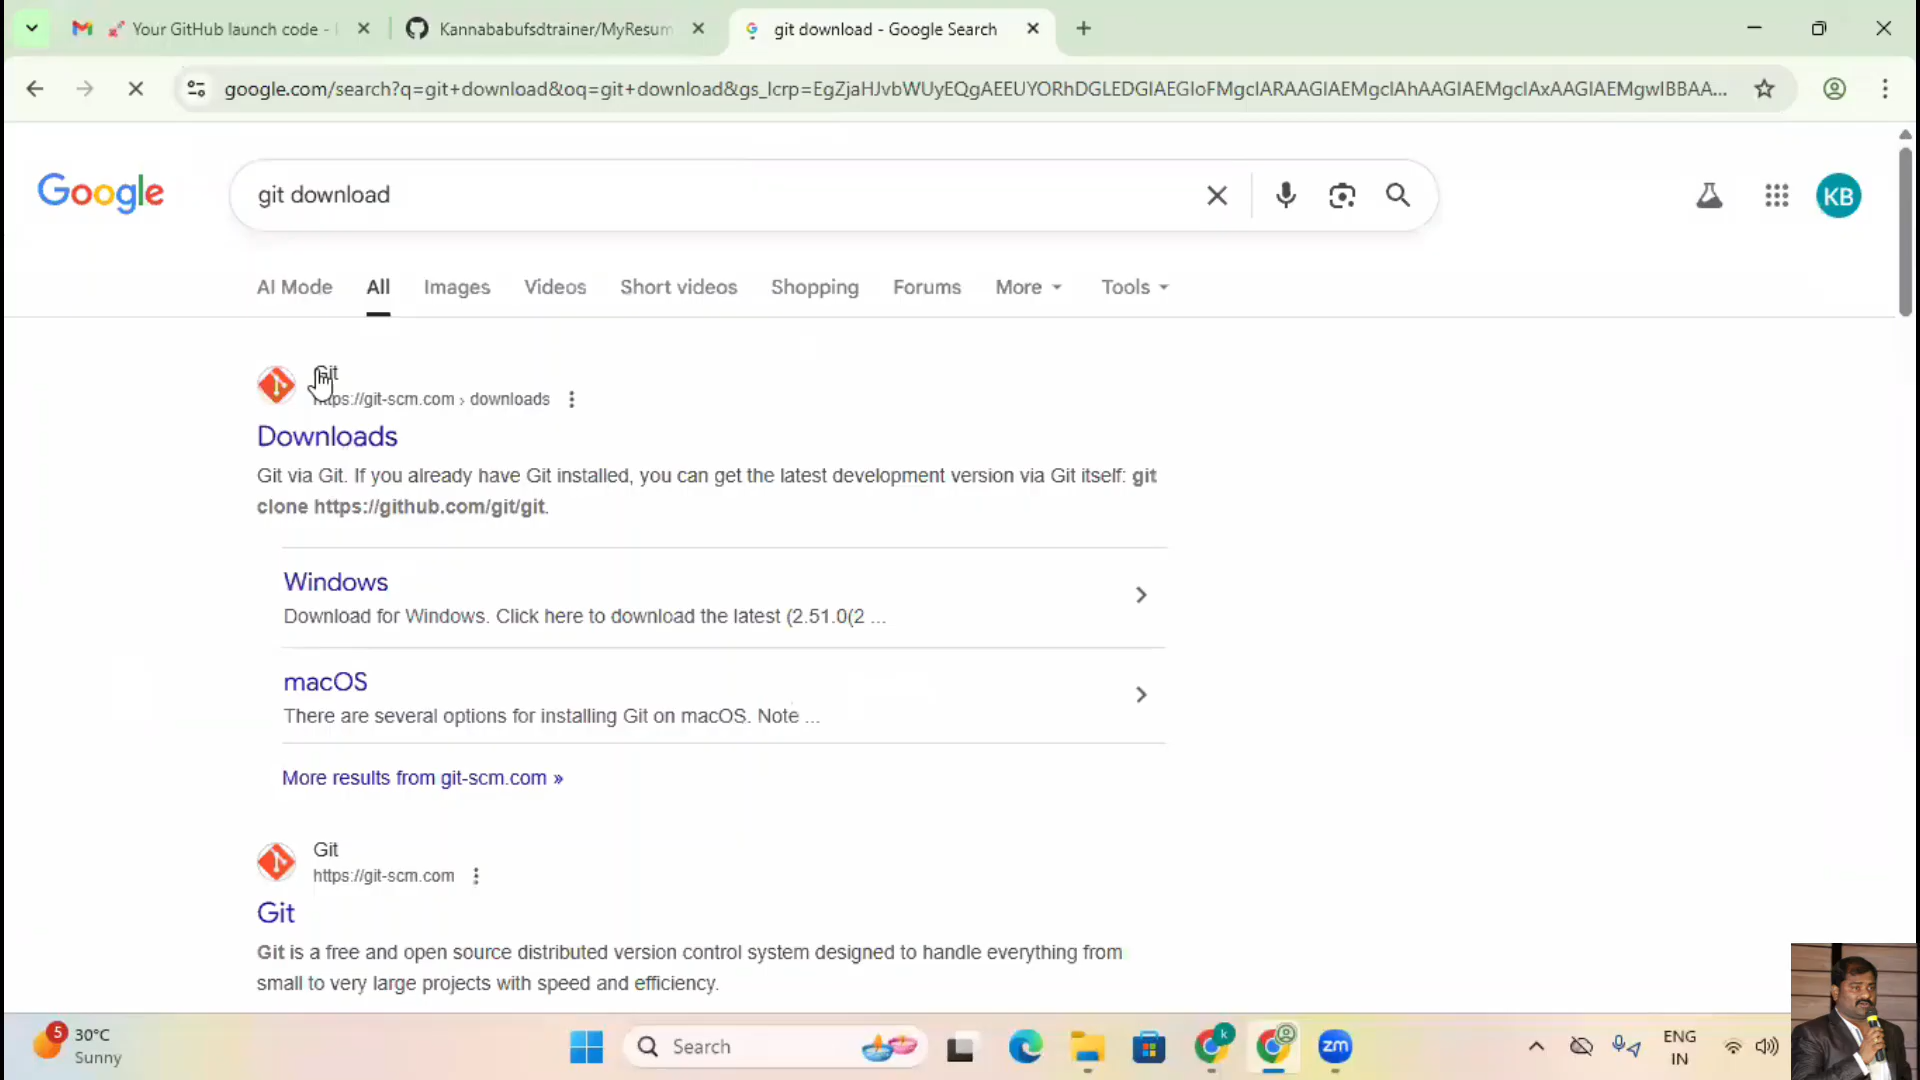 Your GitHub launch code -
Kannababufsdtrainer/MyResum
git download - Google Search
google.com/search?q=git+download&oq=git+download&gs_lcrp=EgZjaHJvbWUyEQgAEEUYORhDGLEDGIAEGIoFMgcIARAAGIAEMgcIAhAAGIAEMgcIAxAAGIAEMgwIBBAA...
Google
git download
KB
AI Mode
All
Images
Videos
Short videos
Shopping
Forums
More
Tools
Git
https://git-scm.com › downloads
Downloads
Git via Git. If you already have Git installed, you can get the latest development version via Git itself: git
clone https://github.com/git/git.
Windows
Download for Windows. Click here to download the latest (2.51.0(2 ...
macOS
There are several options for installing Git on macOS. Note ...
More results from git-scm.com »
Git
https://git-scm.com
Git
Git is a free and open source distributed version control system designed to handle everything from
small to very large projects with speed and efficiency.
5
30°C
Sunny
Search
k
zm
ENG
IN